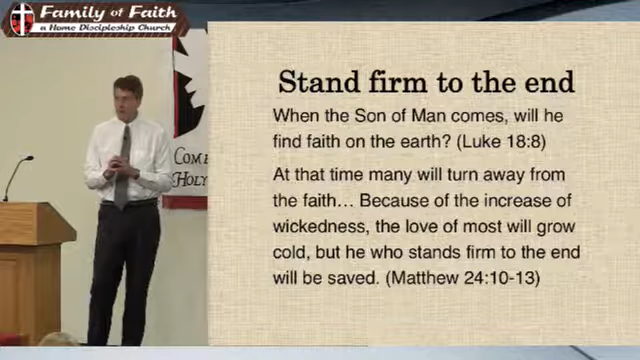 Family of Faith
a Home Discipleship Church
Stand firm to the end
When the Son of Man comes, will he
find faith on the earth? (Luke 18:8)
At that time many will turn away from
the faith... Because of the increase of
wickedness, the love of most will grow
cold, but he who stands firm to the end
will be saved. (Matthew 24:10-13)
COME
HOLY